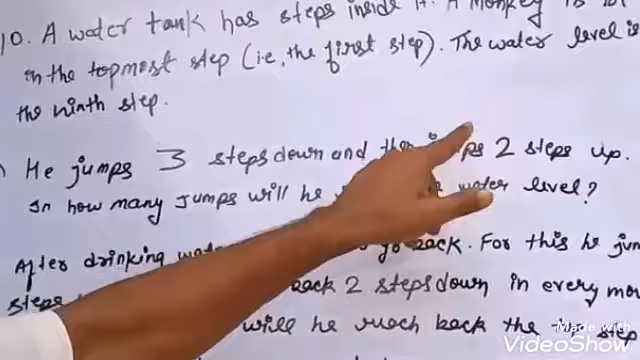 10. A water tank has steps inside it. A monkey is
on the topmost step (i.e, the first step). The water level is
the ninth step.
He jumps 3 steps down and then jumps 2 steps up.
In how many jumps will he water level?
After drinking back. For this he
steps back 2 steps down in every
will he reach back the step
Made with
VideoShow